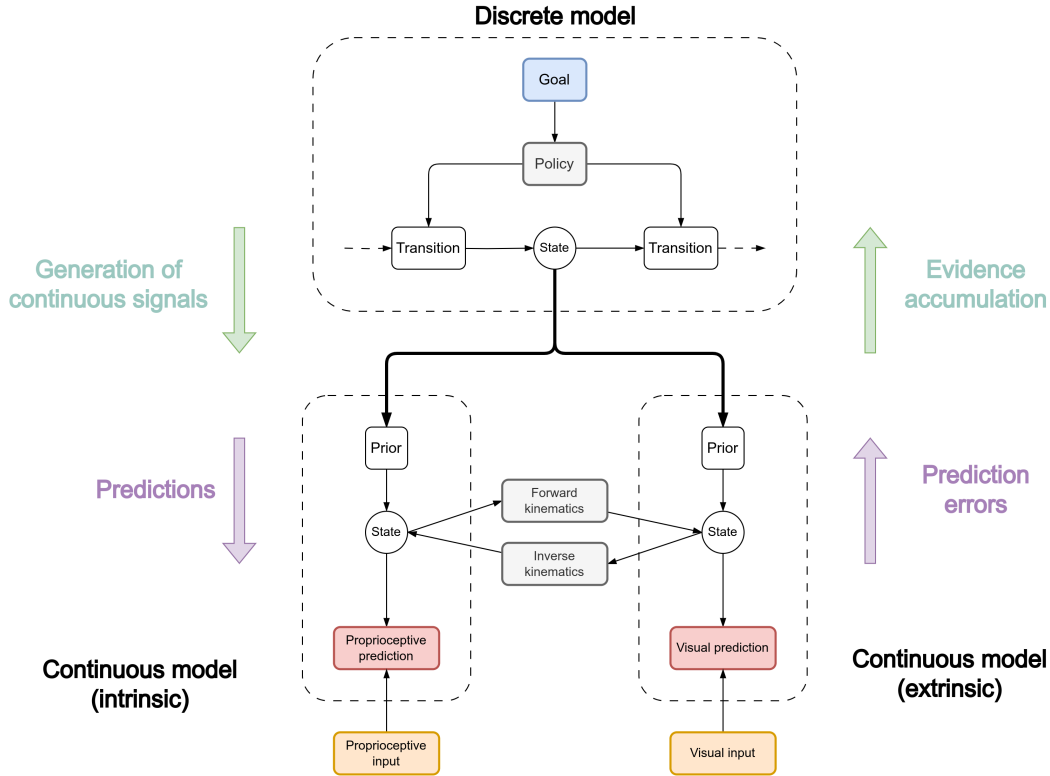 Discrete model
Goal
Policy
Transition
State
Transition
Generation of
continuous signals
Evidence
accumulation
Prior
Prior
Predictions
Prediction
errors
Forward
kinematics
State
State
Inverse
kinematics
Proprioceptive
prediction
Visual prediction
Continuous model
(intrinsic)
Continuous model
(extrinsic)
Proprioceptive
input
Visual input